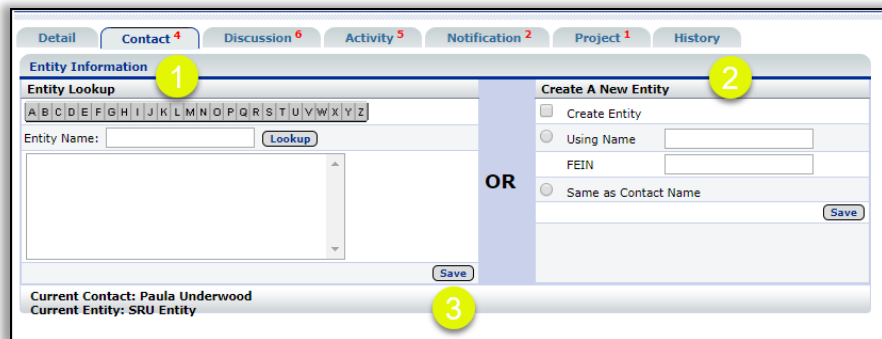 Detail Contact 4 Discussion 6 Activity 5 Notification 2 Project 1 History
Entity Information
1
2
Entity Lookup
Create A New Entity
A B C D E F G H I J K L M N O P Q R S T U V W X Y Z
Create Entity
Entity Name: Lookup
Using Name
FEIN
OR
Same as Contact Name
Save
Save
Current Contact: Paula Underwood
Current Entity: SRU Entity
3